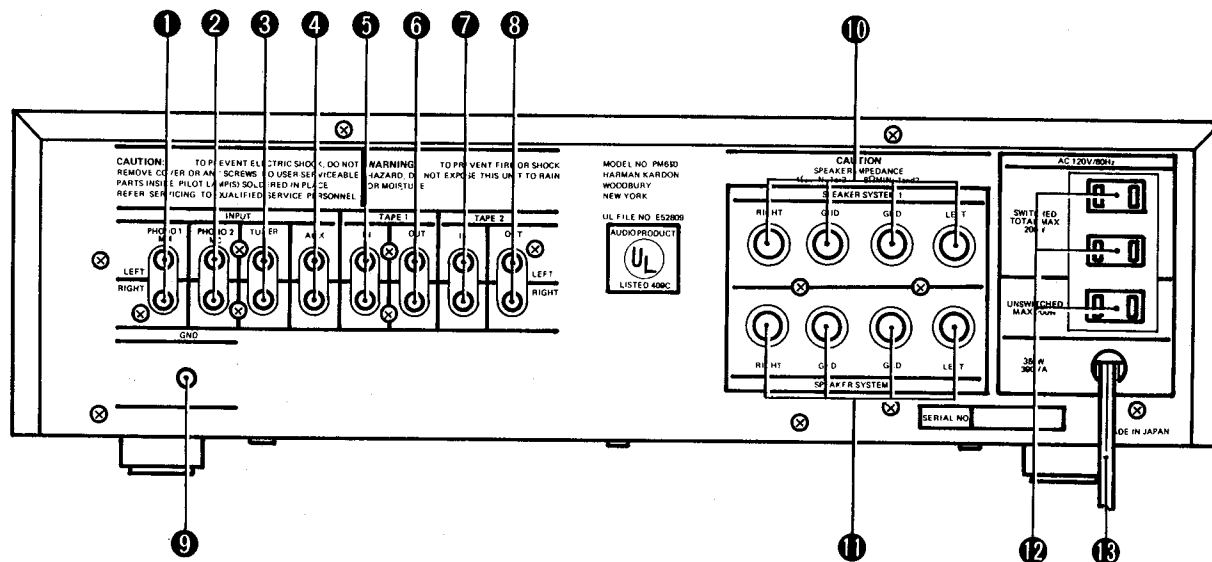 1 2 3 4 5 6 7 8 10
CAUTION: TO PREVENT ELECTRIC SHOCK, DO NOT
REMOVE COVER OR ANY SCREWS NO USER SERVICEABLE
PARTS INSIDE PILOT LAMP(S) SOLDERED IN PLACE
REFER SERVICING TO QUALIFIED SERVICE PERSONNEL
WARNING: TO PREVENT FIRE OR SHOCK
HAZARD, DO NOT EXPOSE THIS UNIT TO RAIN
OR MOISTURE
INPUT TAPE 1 TAPE 2
PHONO 1 PHONO 2 TUNER AUX IN OUT IN OUT
LEFT
RIGHT
LEFT
RIGHT
GND
MODEL NO PM660
HARMAN KARDON
WOODBURY
NEW YORK
UL FILE NO E52809
AUDIO PRODUCT
UL
LISTED 409C
CAUTION
SPEAKER IMPEDANCE
SPEAKER SYSTEM 1
RIGHT GND GND LEFT
RIGHT GND GND LEFT
SPEAKER SYSTEM
AC 120V/60Hz
SWITCHED
TOTAL MAX
200W
UNSWITCHED
MAX 200W
SERIAL NO
MADE IN JAPAN
9 11 12 13